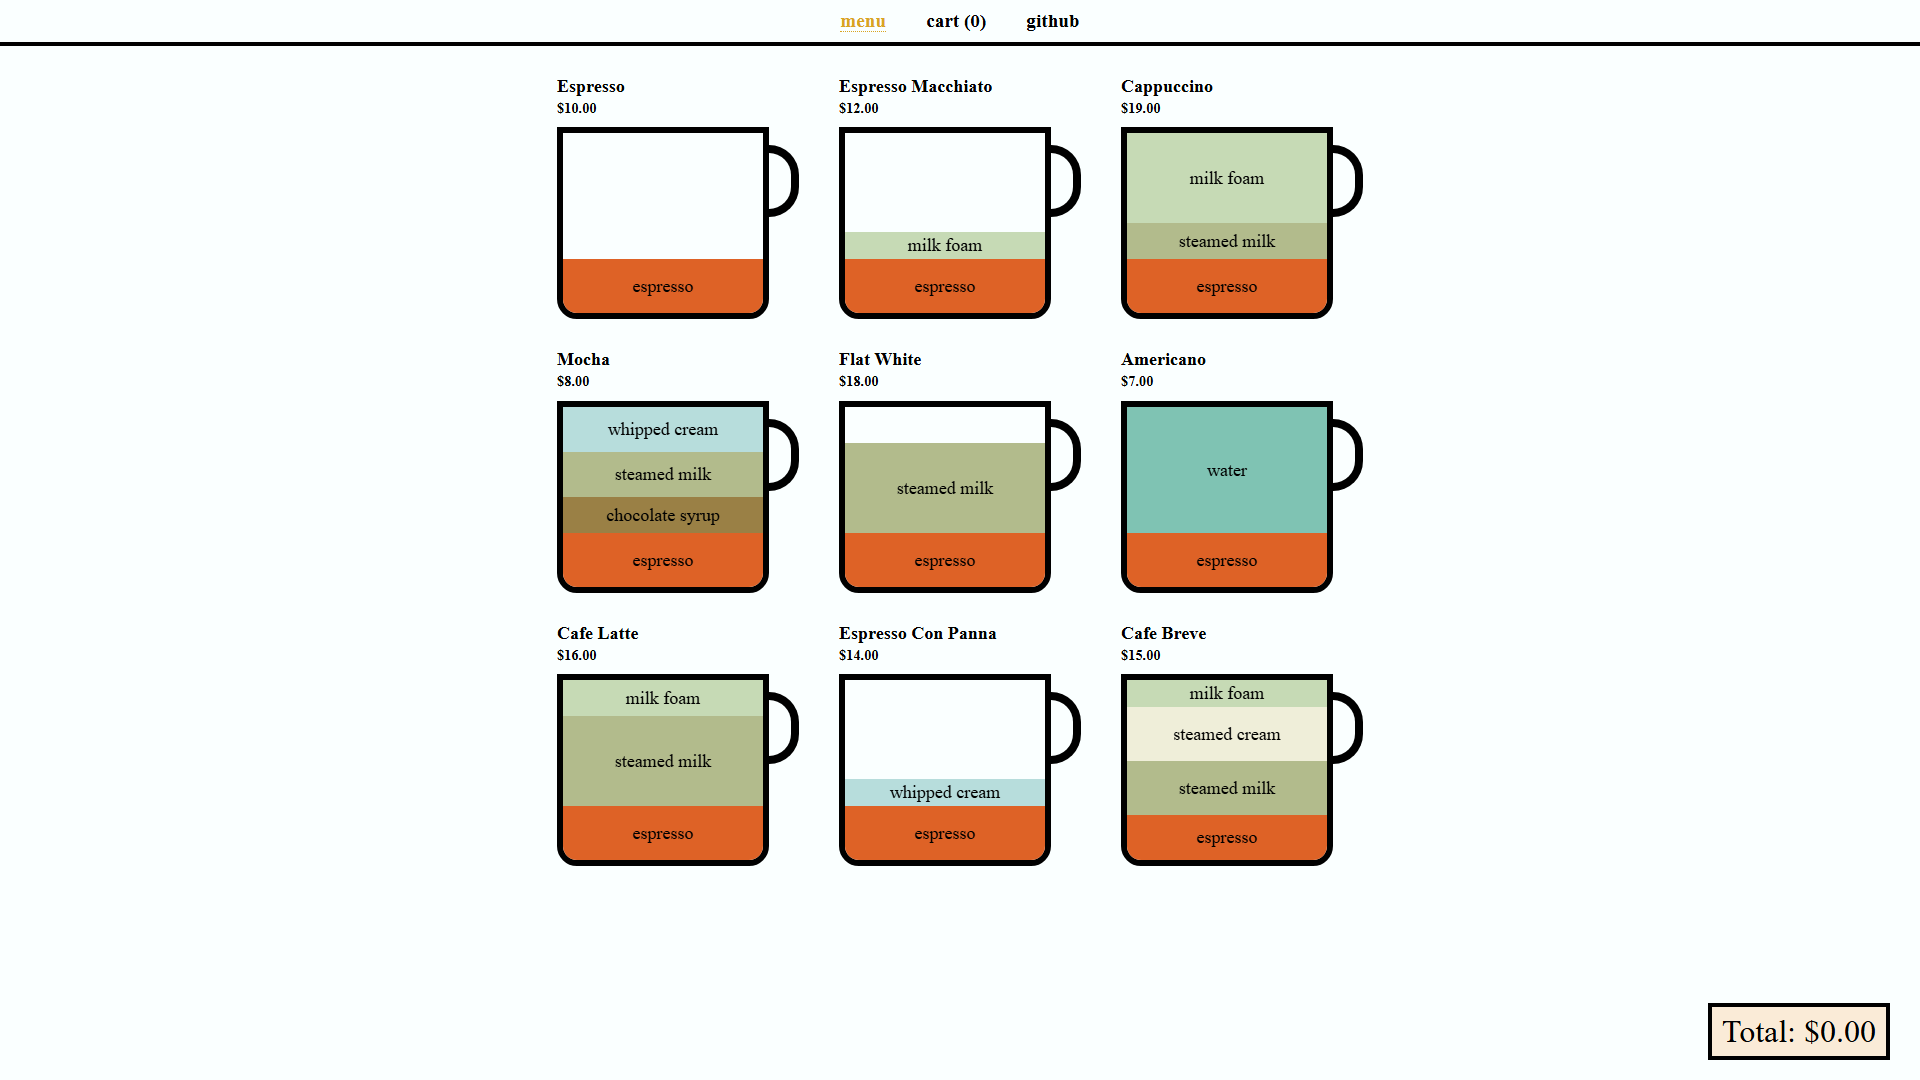 menu cart (0) github
Espresso
$10.00
espresso
Espresso Macchiato
$12.00
milk foam
espresso
Cappuccino
$19.00
milk foam
steamed milk
espresso
Mocha
$8.00
whipped cream
steamed milk
chocolate syrup
espresso
Flat White
$18.00
steamed milk
espresso
Americano
$7.00
water
espresso
Cafe Latte
$16.00
milk foam
steamed milk
espresso
Espresso Con Panna
$14.00
whipped cream
espresso
Cafe Breve
$15.00
milk foam
steamed cream
steamed milk
espresso
Total: $0.00